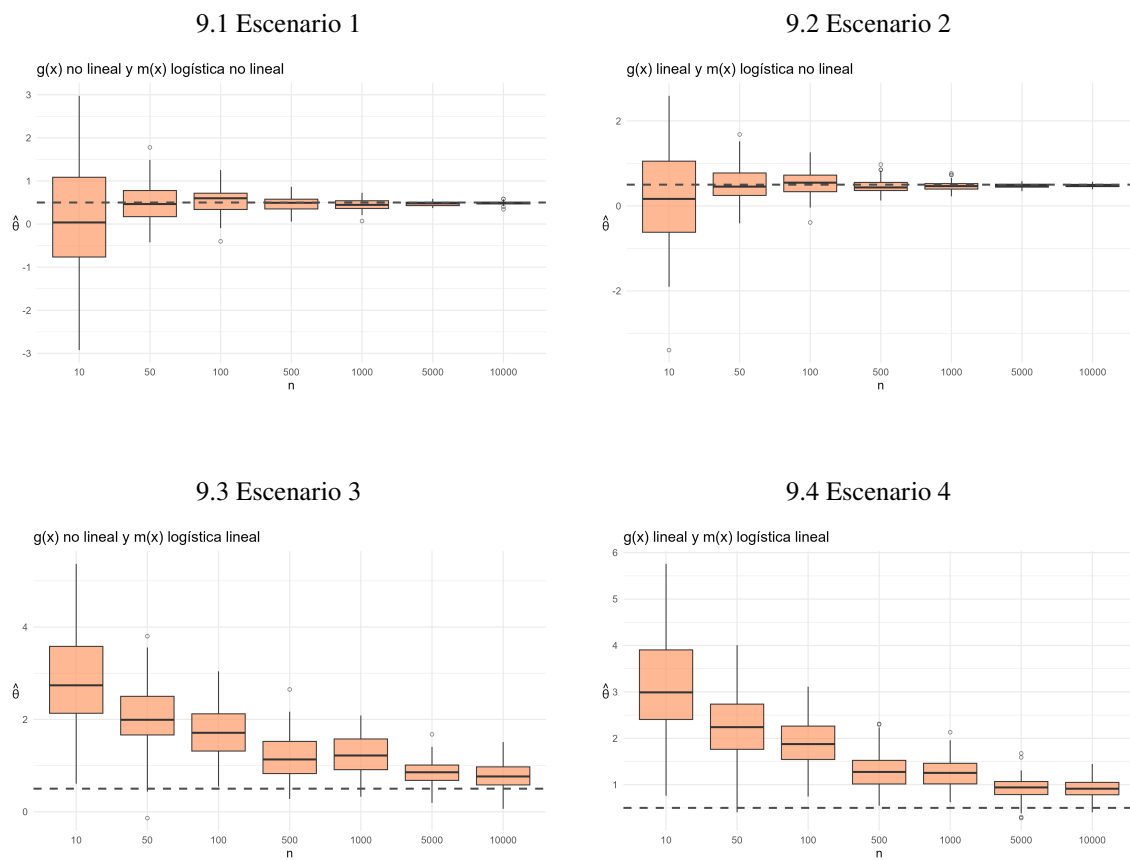 9.1 Escenario 1
g(x) no lineal y m(x) logística no lineal
3
2
1
0
-1
-2
-3
θ̂
10 50 100 500 1000 5000 10000
n
9.2 Escenario 2
g(x) lineal y m(x) logística no lineal
2
0
-2
θ̂
10 50 100 500 1000 5000 10000
n
9.3 Escenario 3
g(x) no lineal y m(x) logística lineal
4
2
0
θ̂
10 50 100 500 1000 5000 10000
n
9.4 Escenario 4
g(x) lineal y m(x) logística lineal
6
5
4
3
2
1
θ̂
10 50 100 500 1000 5000 10000
n